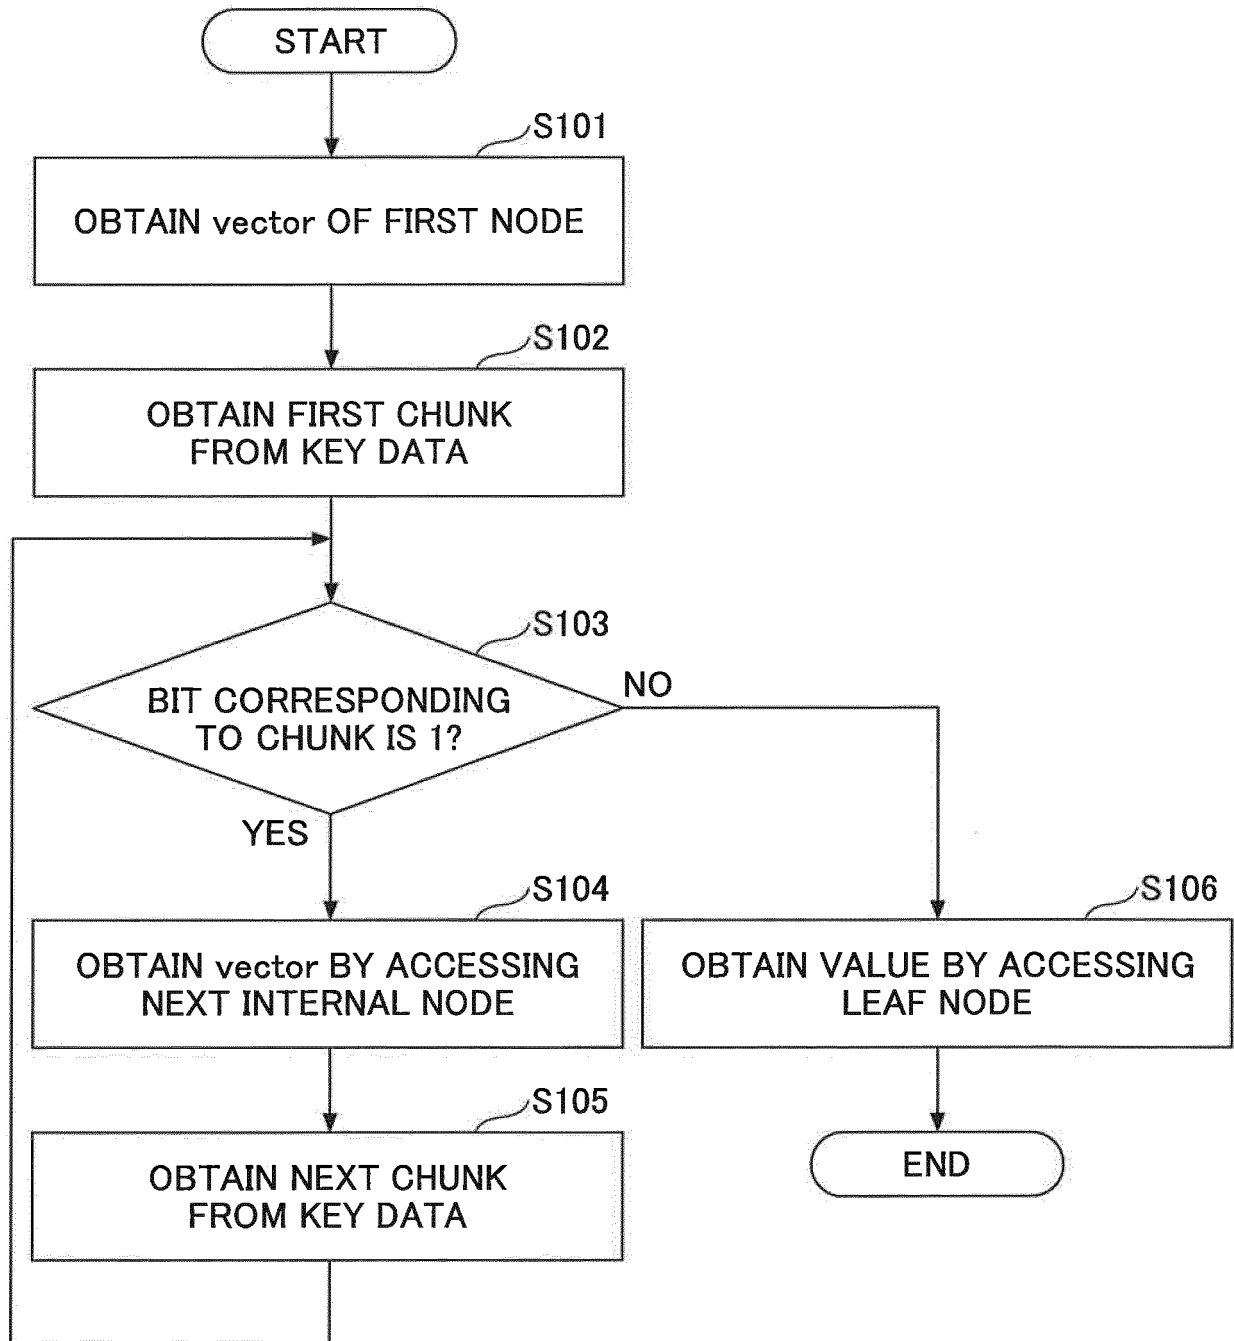 START
S101
OBTAIN vector OF FIRST NODE
S102
OBTAIN FIRST CHUNK
FROM KEY DATA
S103
BIT CORRESPONDING
TO CHUNK IS 1?
NO
YES
S104
OBTAIN vector BY ACCESSING
NEXT INTERNAL NODE
S106
OBTAIN VALUE BY ACCESSING
LEAF NODE
S105
OBTAIN NEXT CHUNK
FROM KEY DATA
END